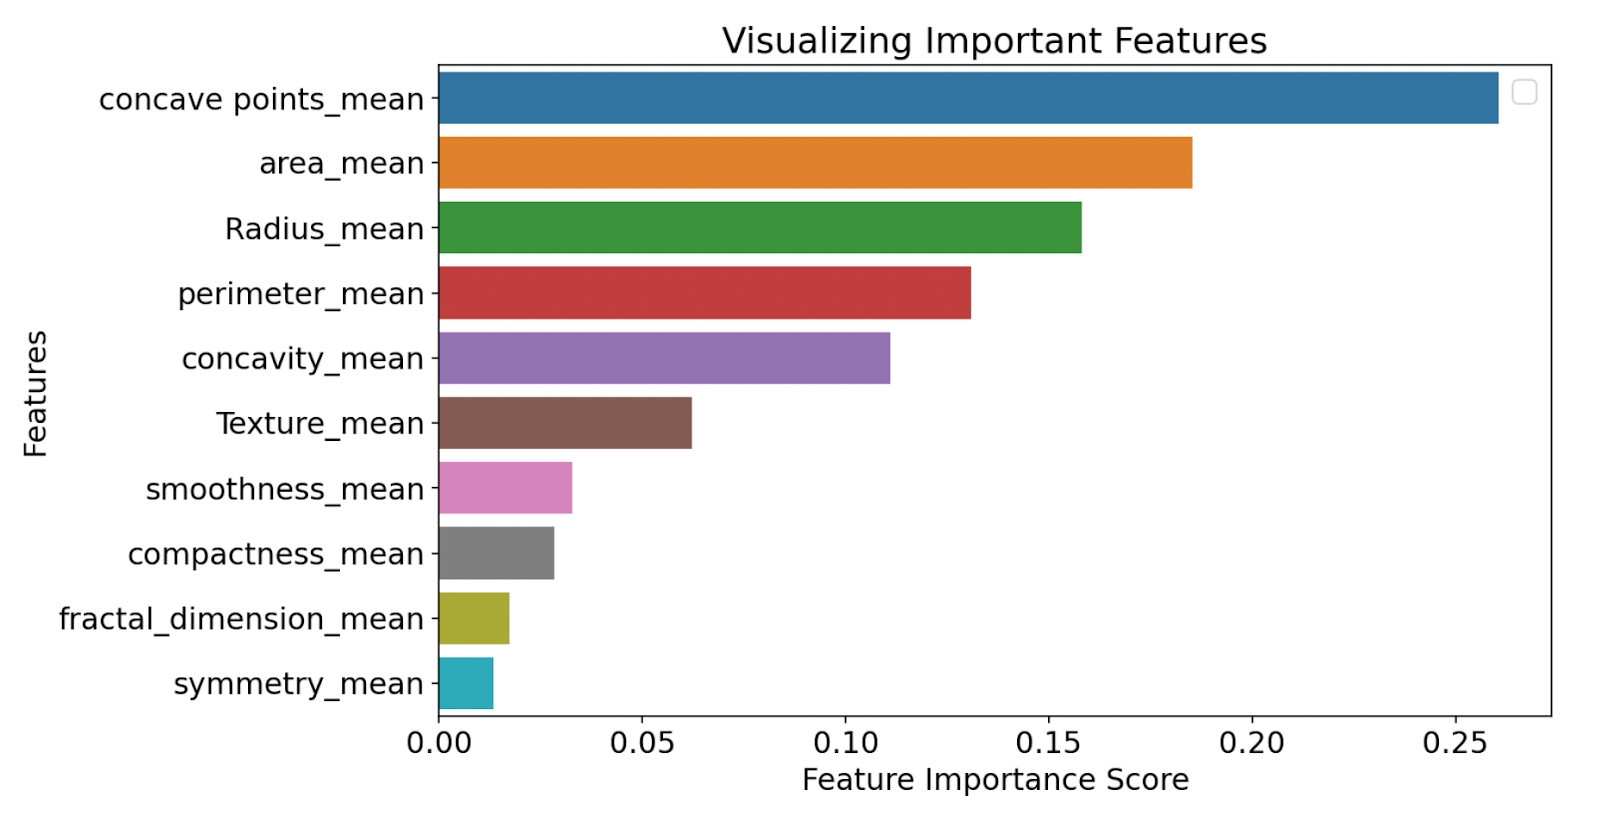 Visualizing Important Features
concave points_mean
area_mean
Radius_mean
perimeter_mean
concavity_mean
Texture_mean
smoothness_mean
compactness_mean
fractal_dimension_mean
symmetry_mean
Features
0.00 0.05 0.10 0.15 0.20 0.25
Feature Importance Score